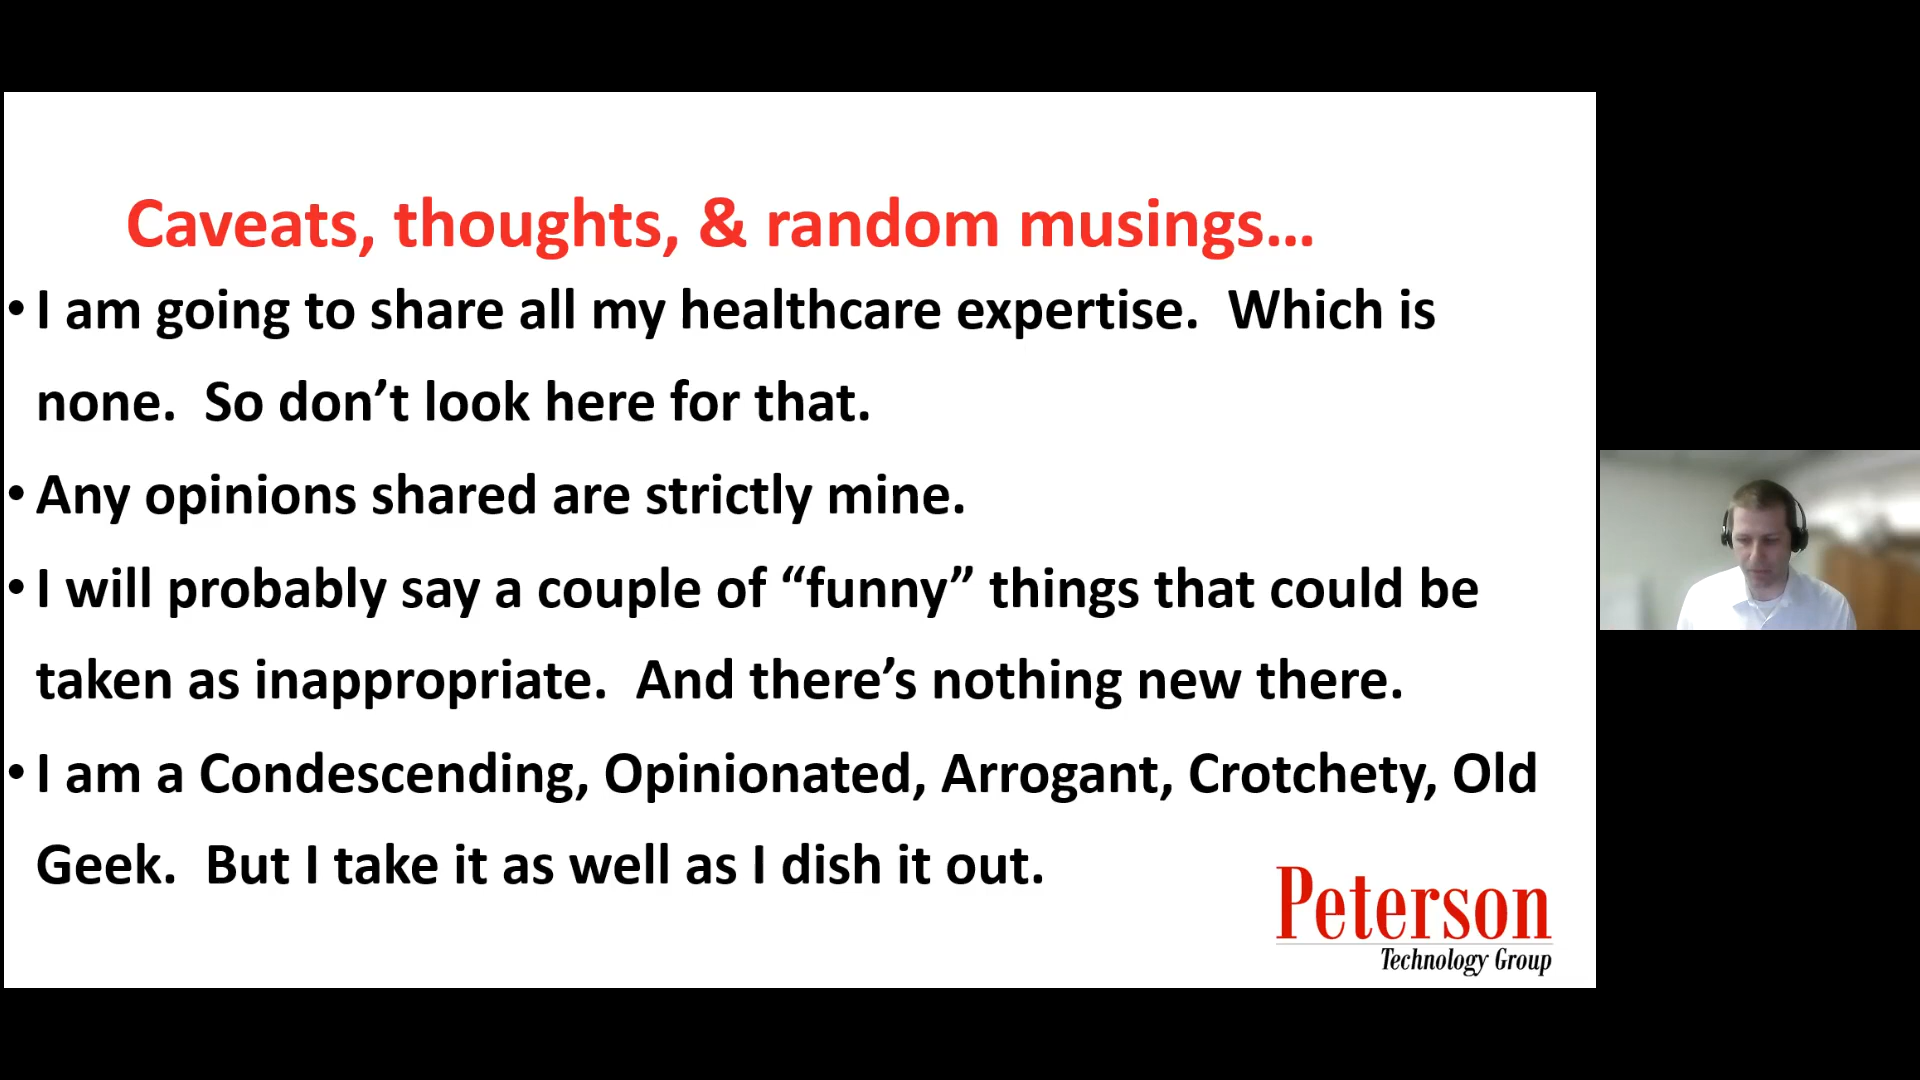 Caveats, thoughts, & random musings...
• I am going to share all my healthcare expertise.  Which is
none.  So don’t look here for that.
• Any opinions shared are strictly mine.
• I will probably say a couple of “funny” things that could be
taken as inappropriate.  And there’s nothing new there.
• I am a Condescending, Opinionated, Arrogant, Crotchety, Old
Geek.  But I take it as well as I dish it out.
Peterson
Technology Group